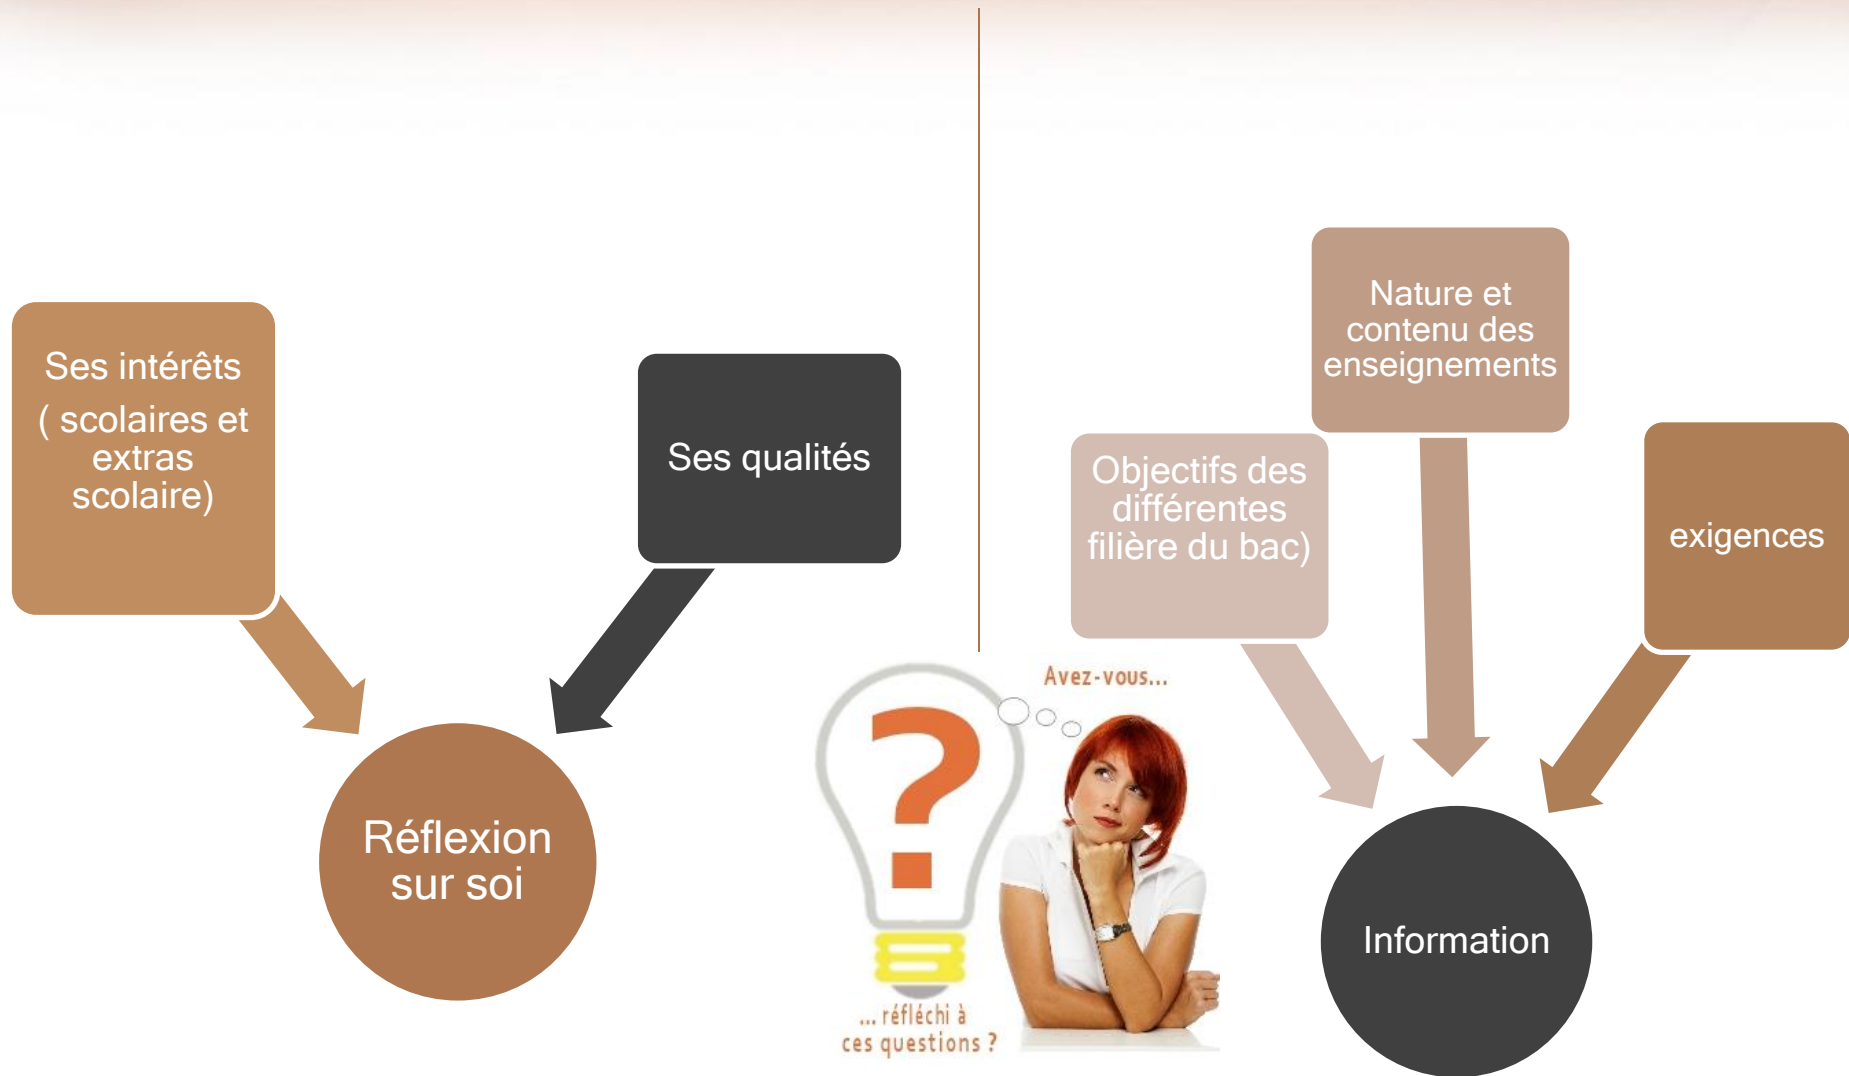 Ses intérêts
( scolaires et
extras
scolaire)
Ses qualités
Réflexion
sur soi
Nature et
contenu des
enseignements
Objectifs des
différentes
filière du bac)
exigences
Information
Avez-vous...
?
... réfléchi à
ces questions ?